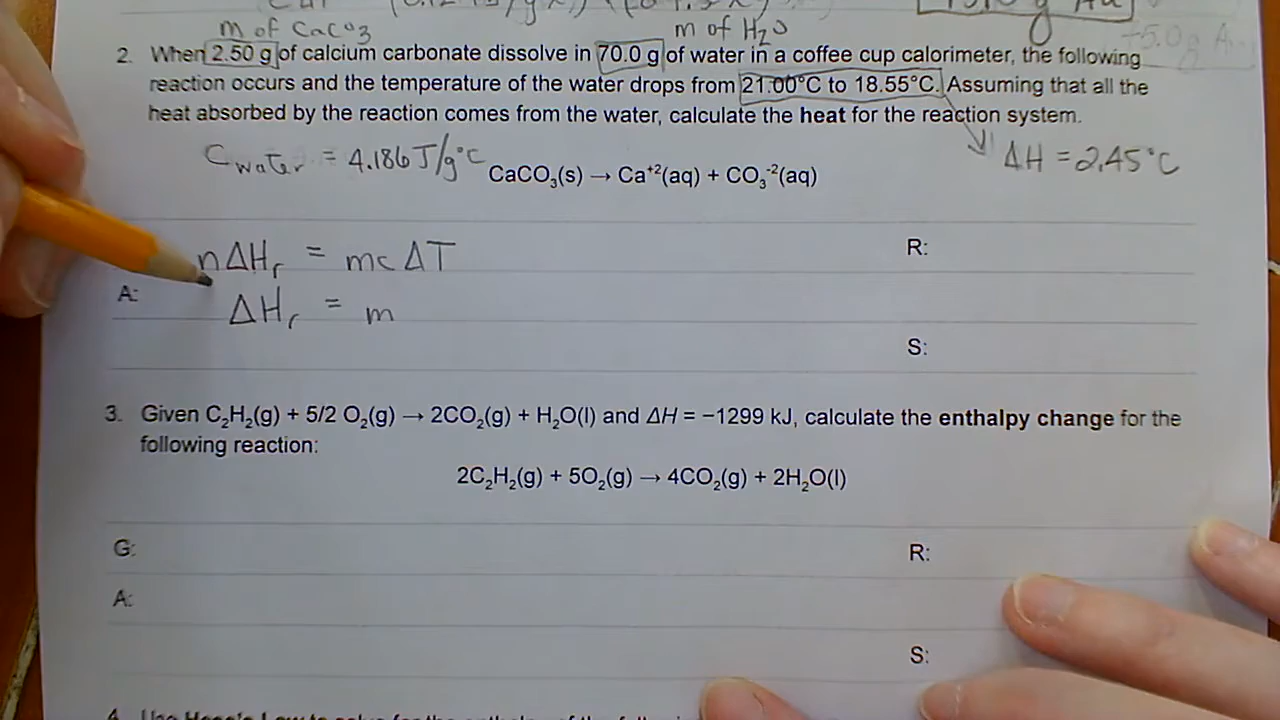 m of CaCO3 m of H2O
2. When 2.50 g of calcium carbonate dissolve in 70.0 g of water in a coffee cup calorimeter, the following
reaction occurs and the temperature of the water drops from 21.00°C to 18.55°C. Assuming that all the
heat absorbed by the reaction comes from the water, calculate the heat for the reaction system.
Cwater = 4.186 J/g°C
ΔH = 2.45°C
CaCO₃(s) → Ca⁺²(aq) + CO₃⁻²(aq)
nΔHr = mcΔT
R:
A: ΔHr = m
S:
3. Given C₂H₂(g) + 5/2 O₂(g) → 2CO₂(g) + H₂O(l) and ΔH = −1299 kJ, calculate the enthalpy change for the
following reaction:
2C₂H₂(g) + 5O₂(g) → 4CO₂(g) + 2H₂O(l)
G:
R:
A:
S: